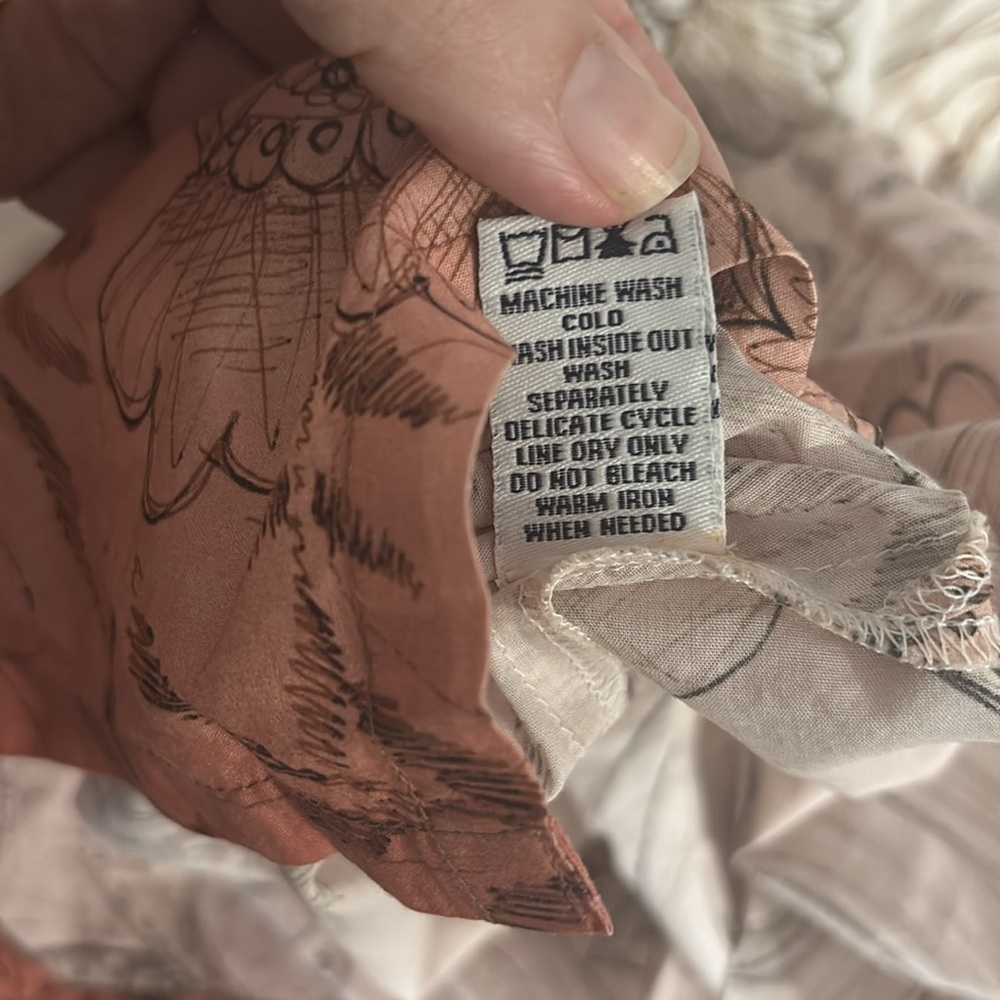 MACHINE WASH
COLD
ASH INSIDE OUT
WASH
SEPARATELY
DELICATE CYCLE
LINE DRY ONLY
DO NOT BLEACH
WARM IRON
WHEN NEEDED